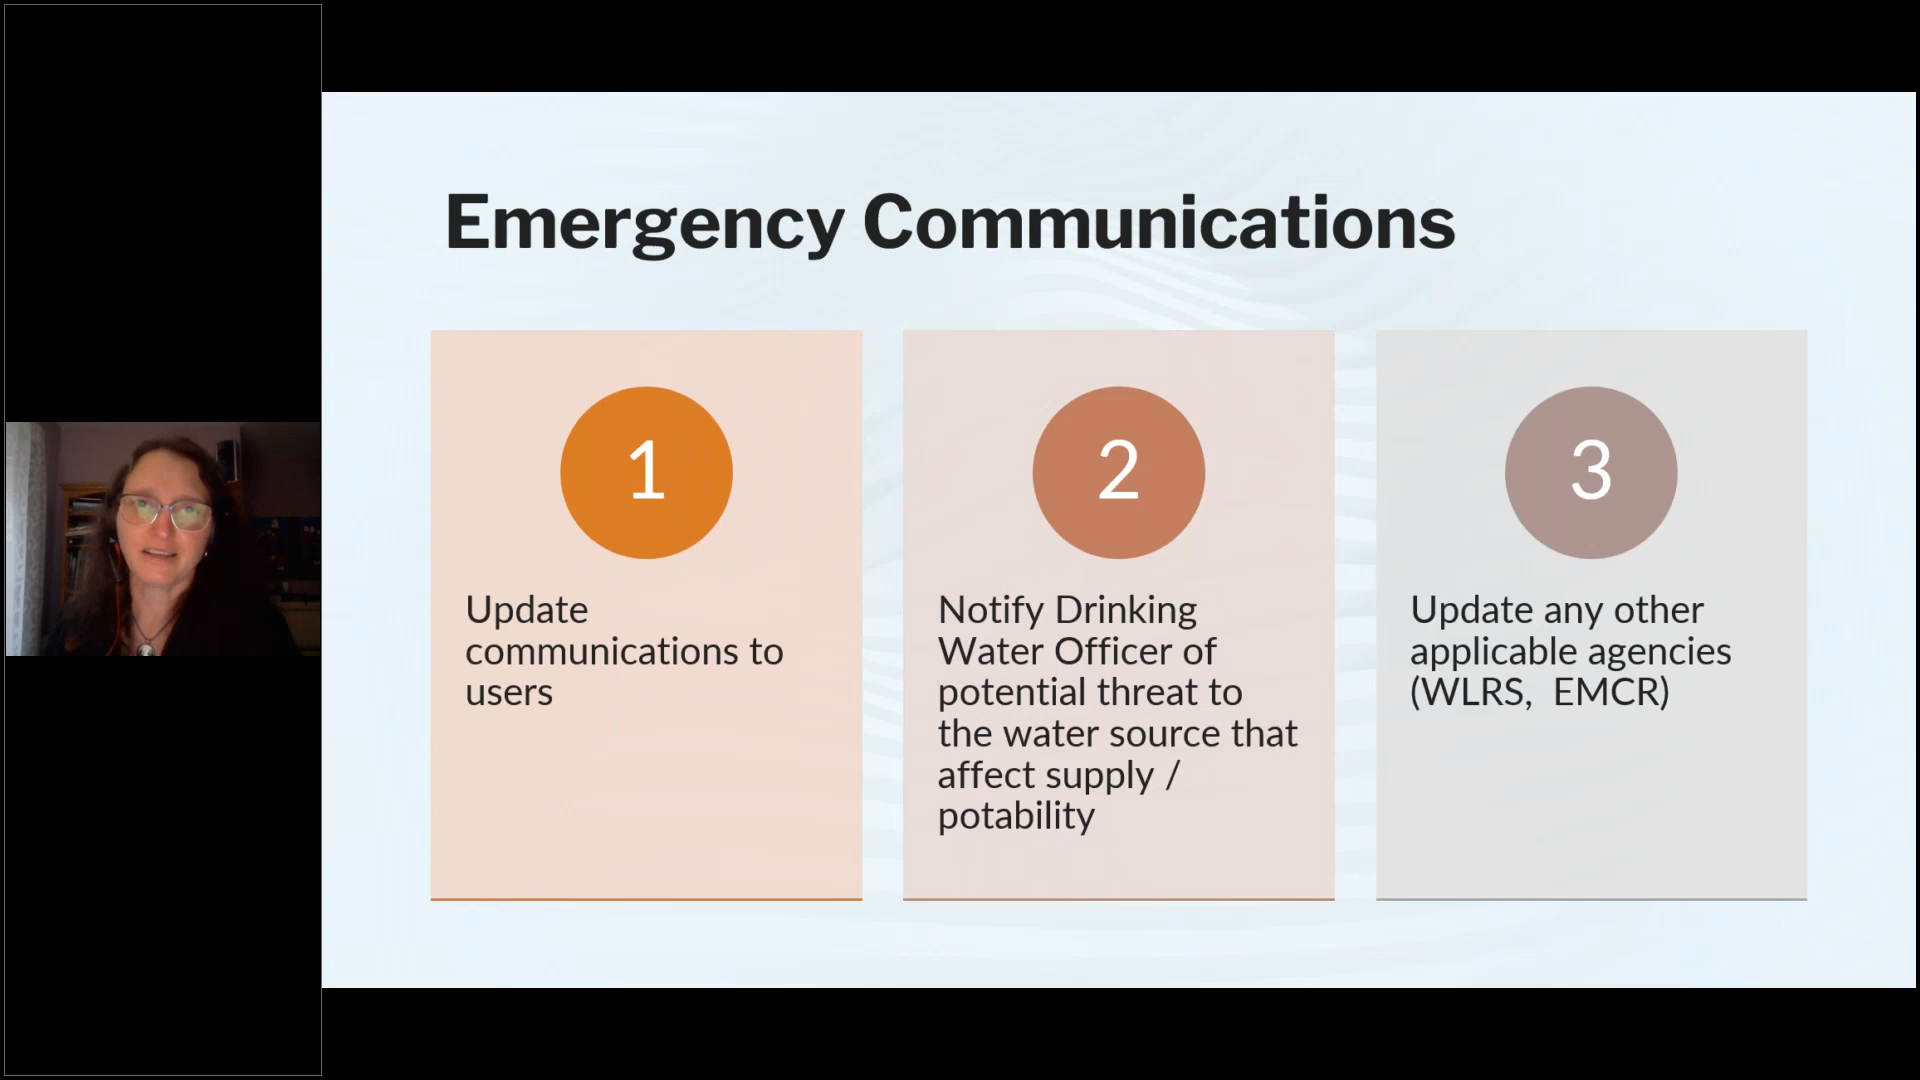 Emergency Communications
1
Update
communications to
users
2
Notify Drinking
Water Officer of
potential threat to
the water source that
affect supply /
potability
3
Update any other
applicable agencies
(WLRS,  EMCR)